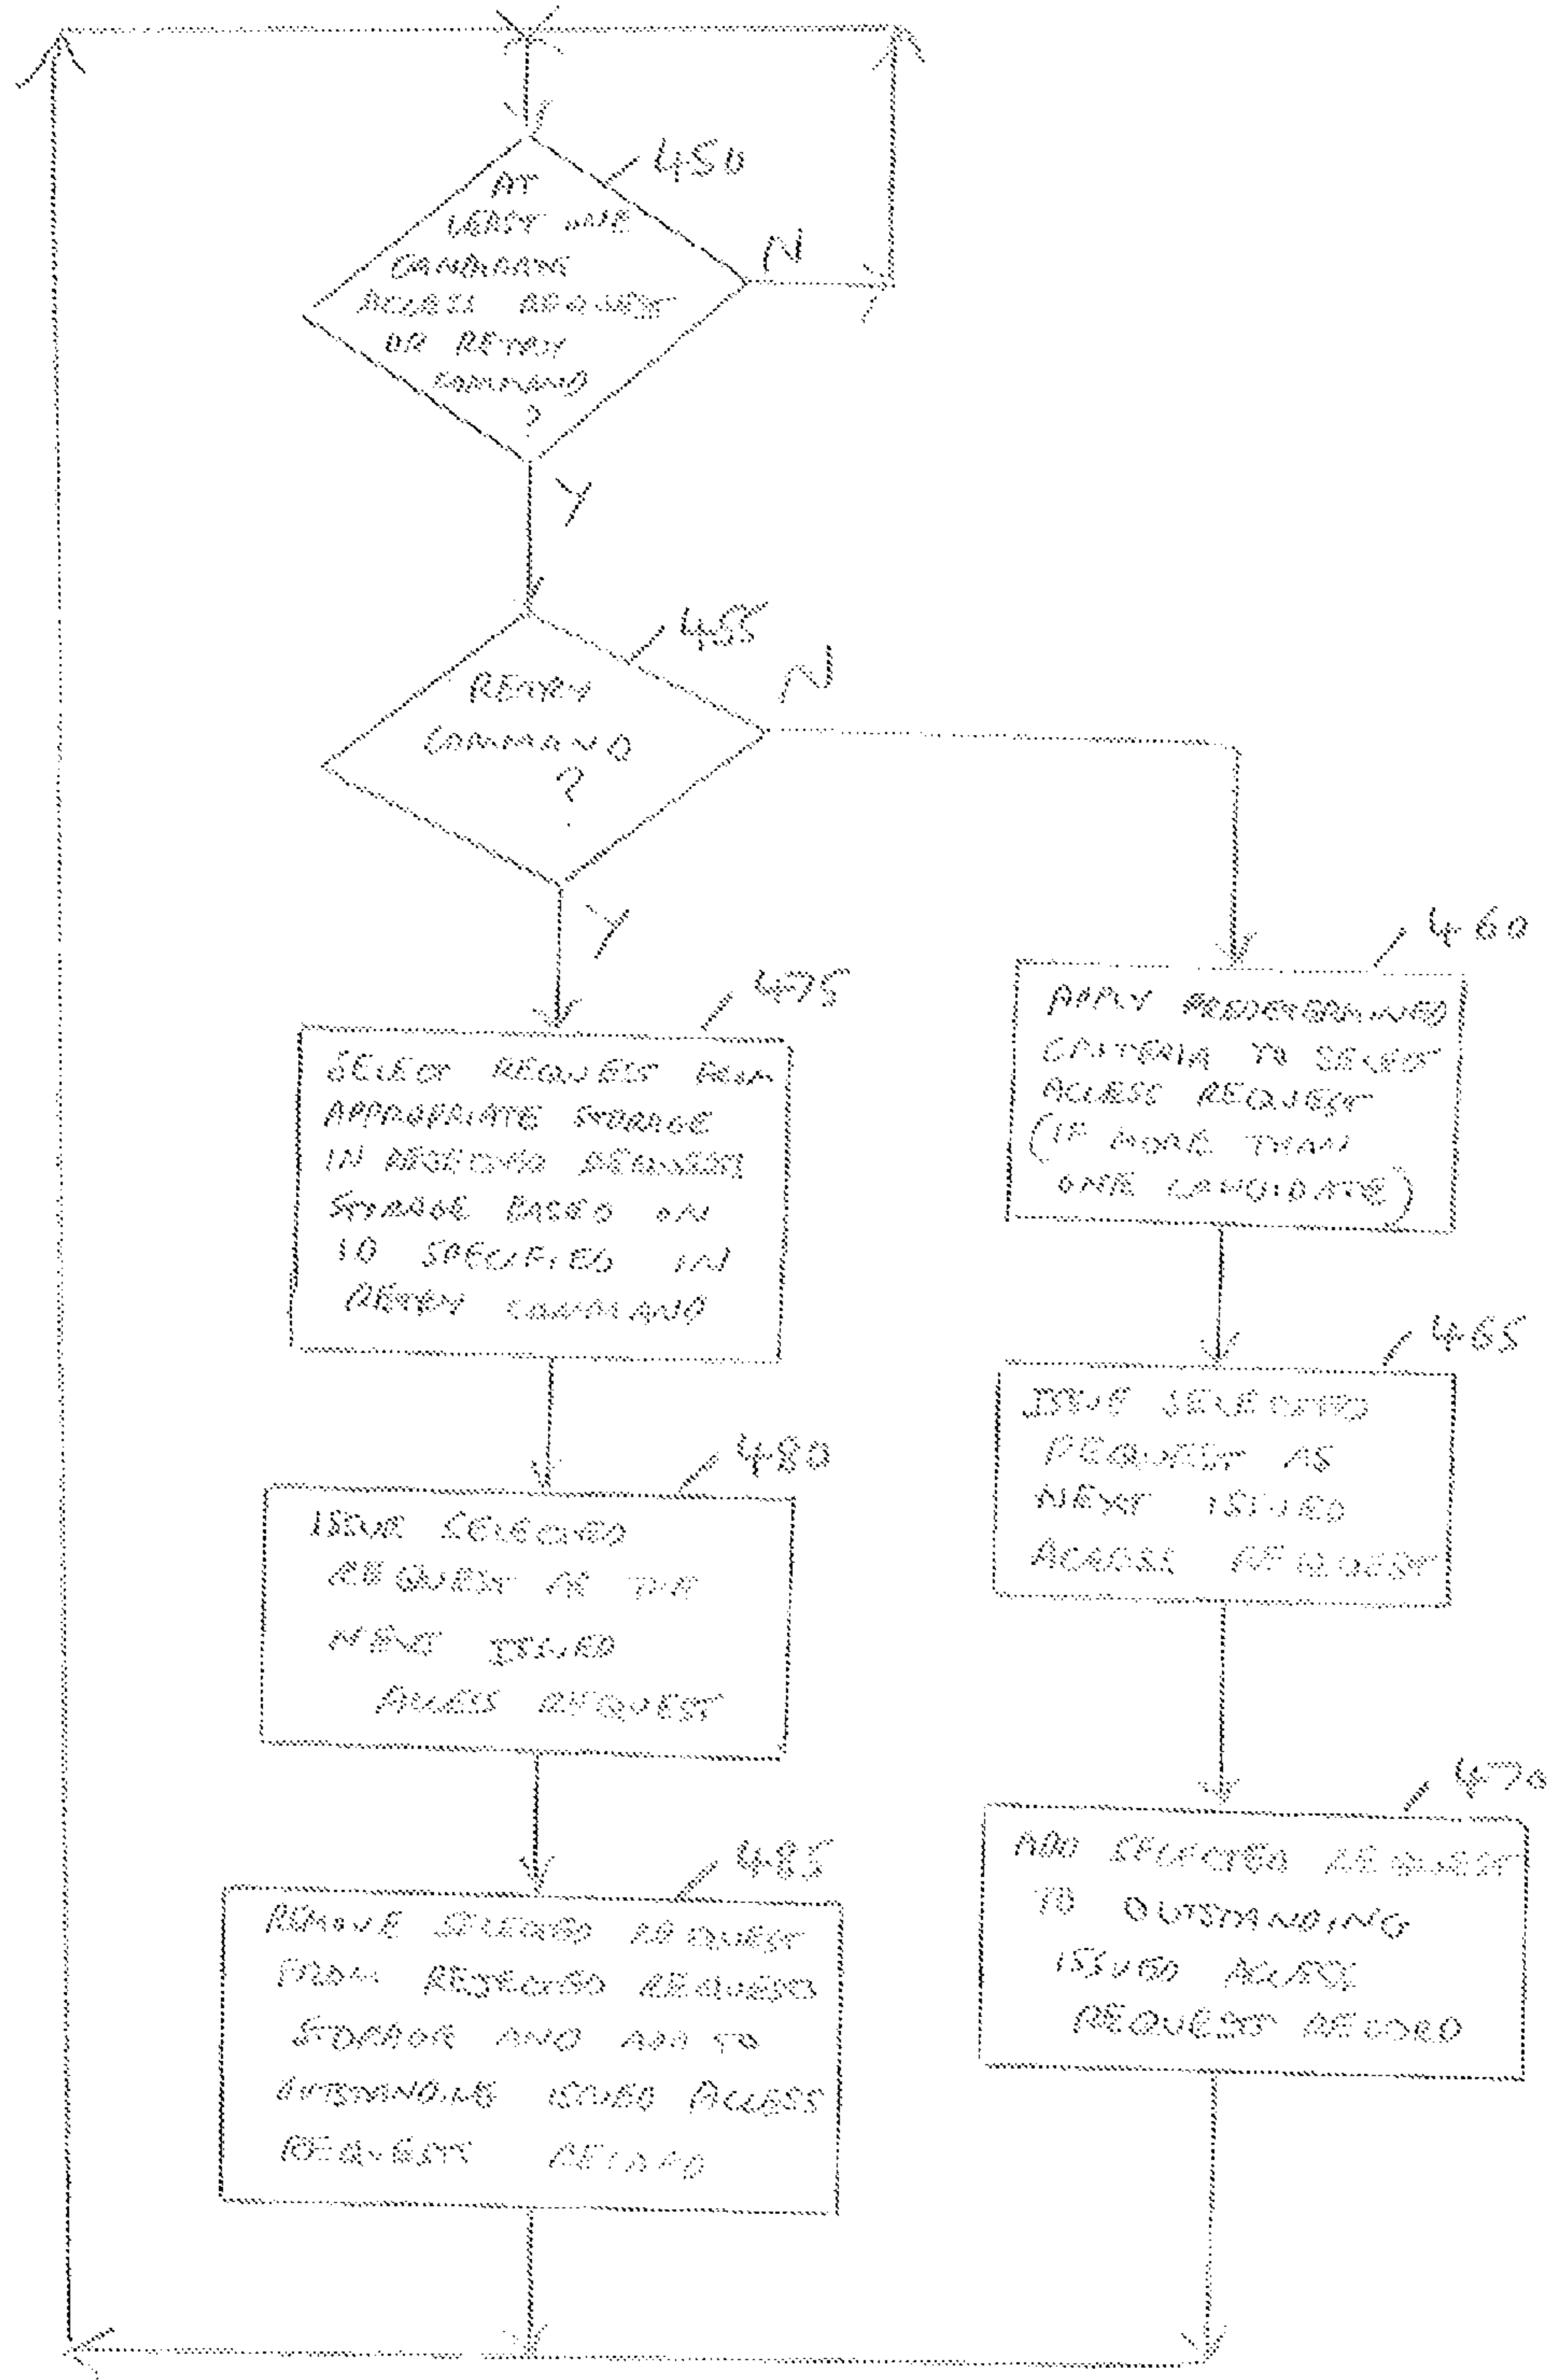 450
AT
LEAST ONE
CANDIDATE
ACCESS REQUEST
OR RETRY
COMMAND
?
N
Y
455
RETRY
COMMAND
?
N
Y
460
APPLY PREDETERMINED
CRITERIA TO SELECT
ACCESS REQUEST
(IF MORE THAN
ONE CANDIDATE)
475
SELECT REQUEST FROM
APPROPRIATE STORAGE
IN REJECTED REQUEST
STORAGE BASED ON
ID SPECIFIED IN
RETRY COMMAND
465
ISSUE SELECTED
REQUEST AS
NEXT ISSUED
ACCESS REQUEST
480
ISSUE SELECTED
REQUEST AS THE
NEXT ISSUED
ACCESS REQUEST
470
ADD SELECTED REQUEST
TO OUTSTANDING
ISSUED ACCESS
REQUESTS RECORD
485
REMOVE SELECTED REQUEST
FROM REJECTED REQUESTS
STORAGE AND ADD TO
OUTSTANDING ISSUED ACCESS
REQUESTS RECORD